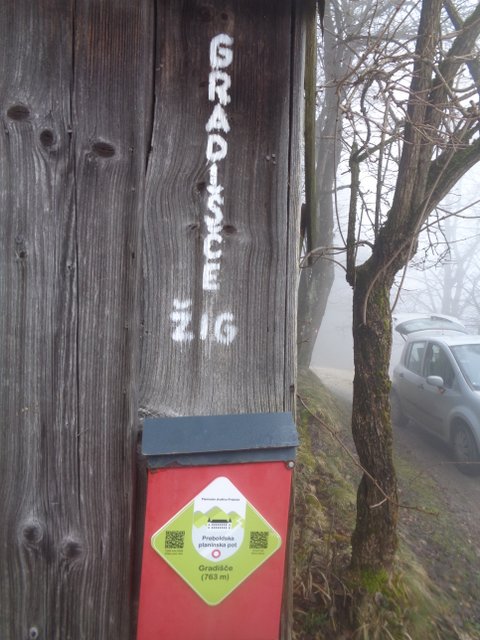 GRADIŠČE
ŽIG
Preboldska
planinska pot
Gradišče
(763 m)